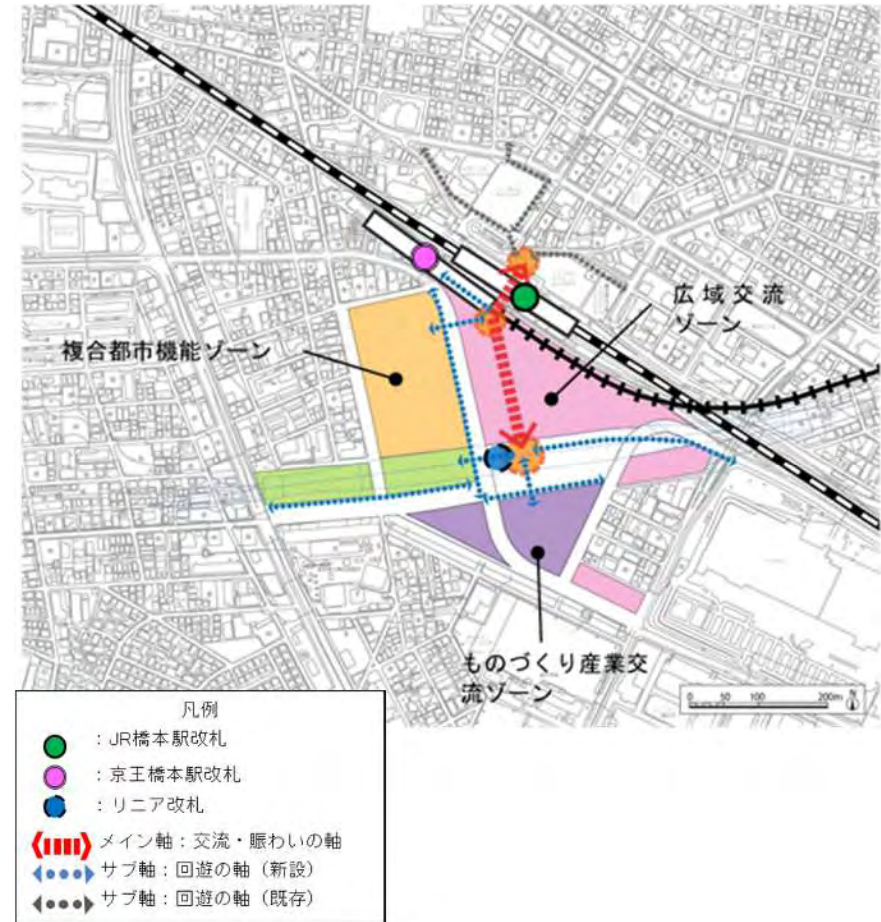 広域交流
ゾーン
複合都市機能ゾーン
ものづくり産業交
流ゾーン
0 50 100 200m
N
凡例
：JR橋本駅改札
：京王橋本駅改札
：リニア改札
メイン軸：交流・賑わいの軸
サブ軸：回遊の軸（新設）
サブ軸：回遊の軸（既存）